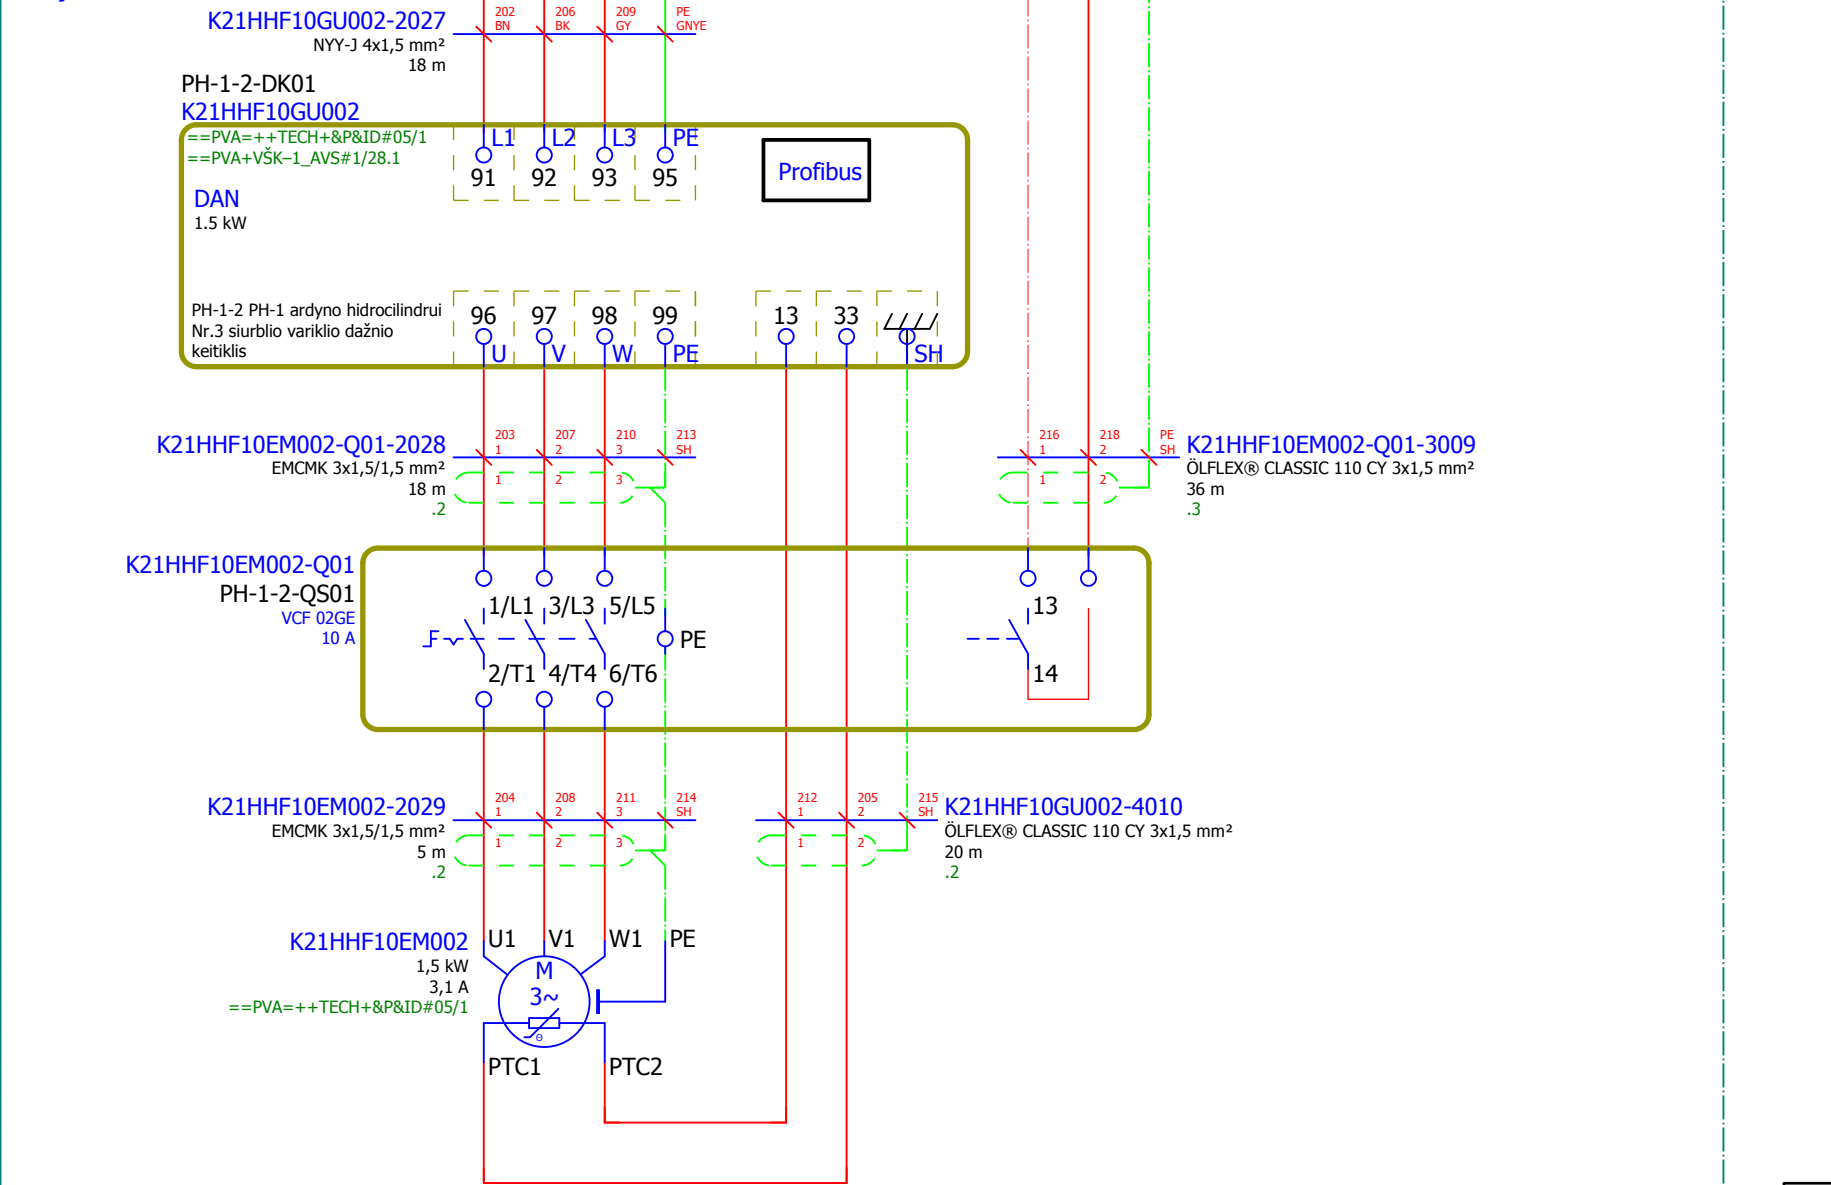 K21HHF10GU002-2027
NYY-J 4x1,5 mm²
18 m
202 206 209 PE
BN BK GY GNYE
PH-1-2-DK01
K21HHF10GU002
==PVA=++TECH+&P&ID#05/1
==PVA+VŠK–1_AVS#1/28.1
L1 L2 L3 PE
91 92 93 95
Profibus
DAN
1.5 kW
PH-1-2 PH-1 ardyno hidrocilindrui
Nr.3 siurblio variklio dažnio
keitiklis
96 97 98 99 13 33
U V W PE SH
K21HHF10EM002-Q01-2028
EMCMK 3x1,5/1,5 mm²
18 m
.2
203 207 210 213
1 2 3 SH
1 2 3
216 218 PE
1 2 SH
1 2
K21HHF10EM002-Q01-3009
ÖLFLEX® CLASSIC 110 CY 3x1,5 mm²
36 m
.3
K21HHF10EM002-Q01
PH-1-2-QS01
VCF 02GE
10 A
1/L1 3/L3 5/L5
PE
2/T1 4/T4 6/T6
13
14
K21HHF10EM002-2029
EMCMK 3x1,5/1,5 mm²
5 m
.2
204 208 211 214
1 2 3 SH
1 2 3
212 205 215
1 2 SH
1 2
K21HHF10GU002-4010
ÖLFLEX® CLASSIC 110 CY 3x1,5 mm²
20 m
.2
K21HHF10EM002
1,5 kW
3,1 A
==PVA=++TECH+&P&ID#05/1
U1 V1 W1 PE
M
3~
Θ
PTC1 PTC2